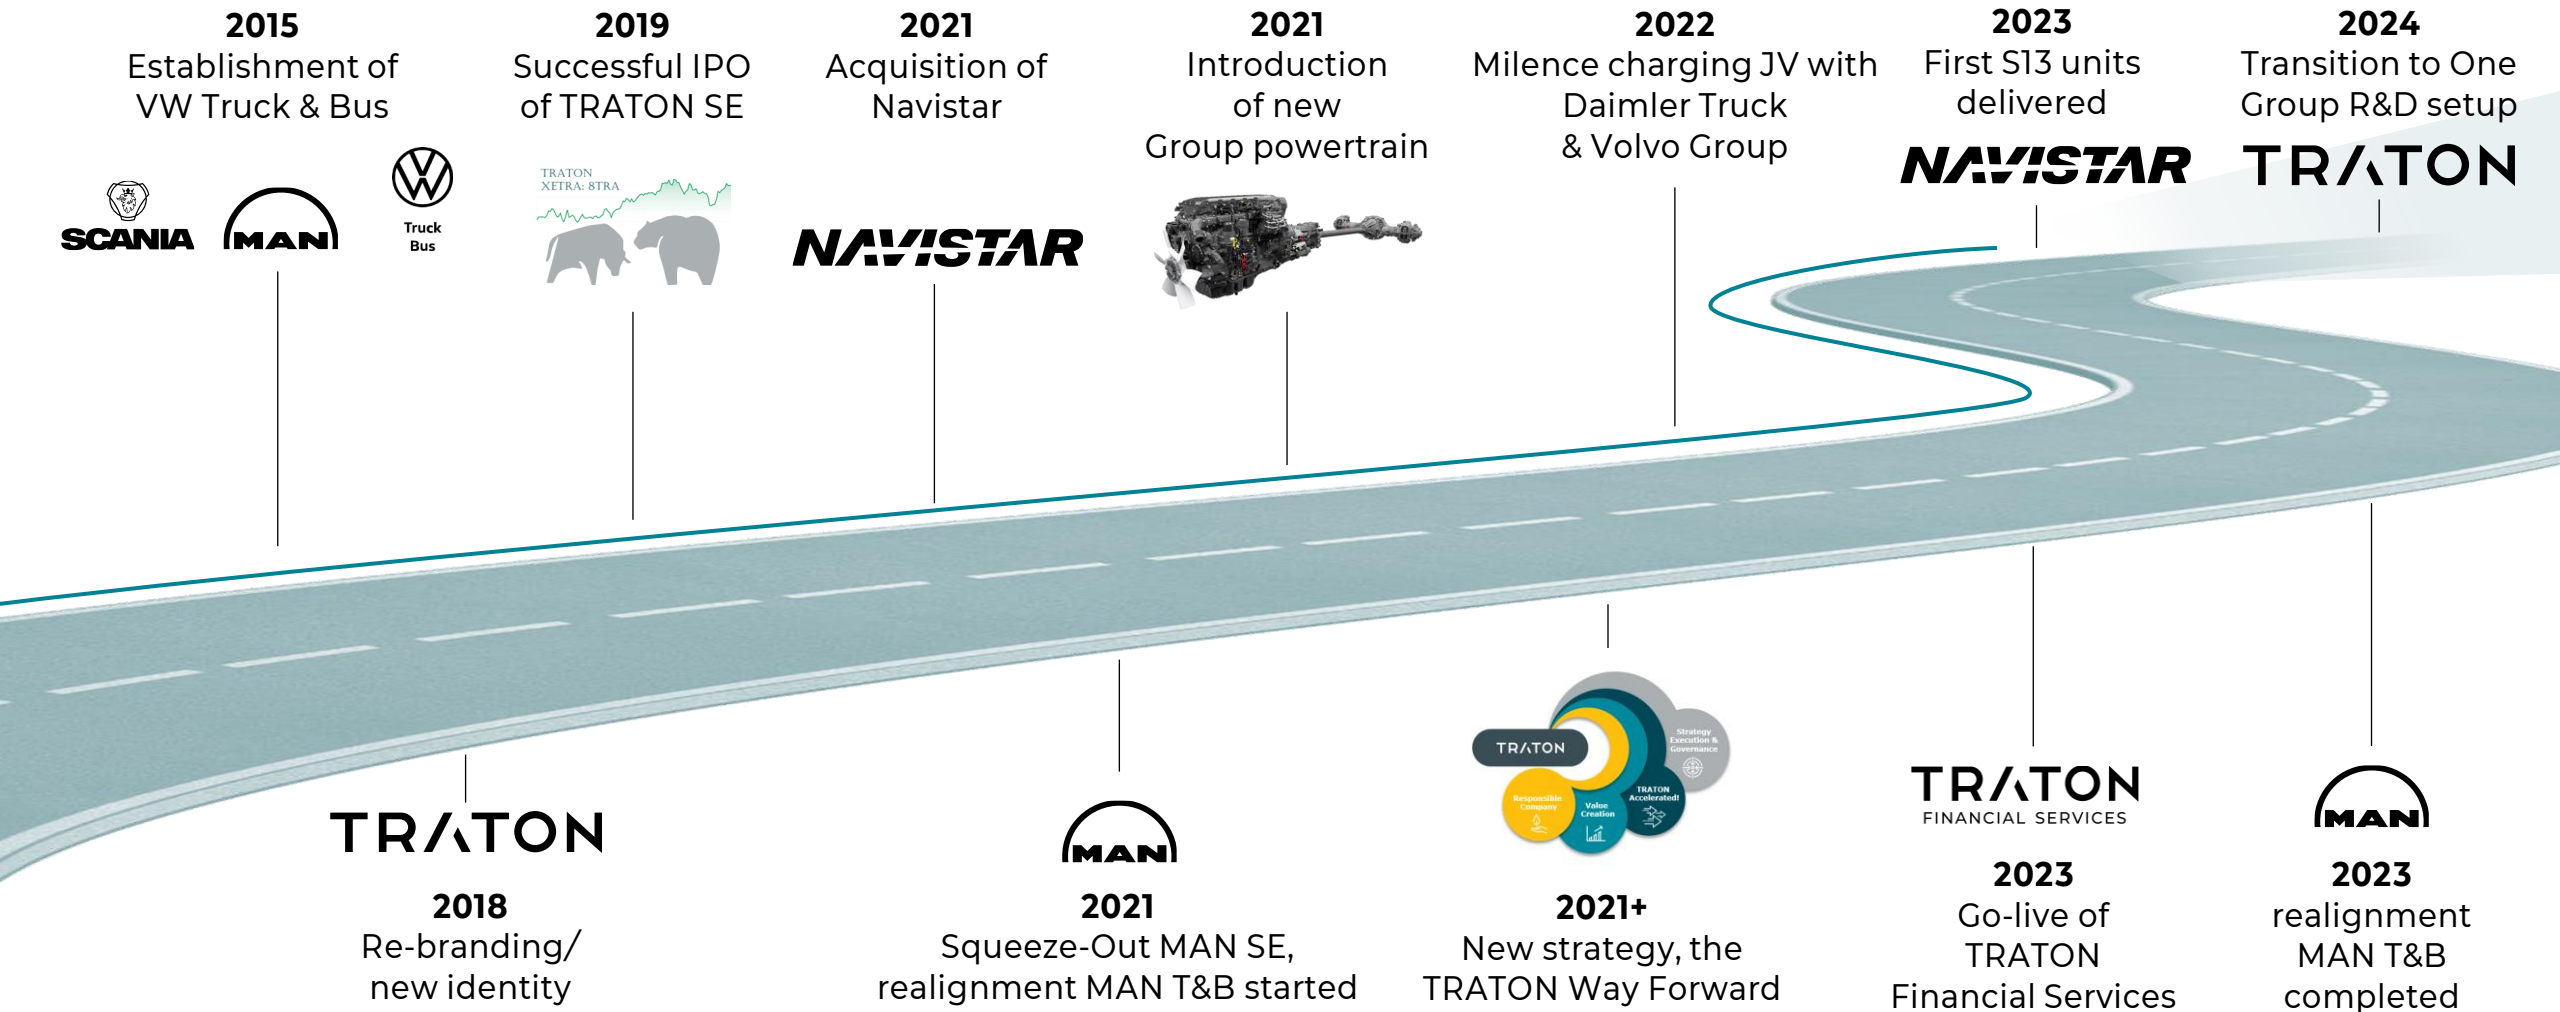 2015
Establishment of
VW Truck & Bus
SCANIA
MAN
Truck
Bus
2019
Successful IPO
of TRATON SE
TRATON
XETRA: 8TRA
2021
Acquisition of
Navistar
NAVISTAR
2021
Introduction
of new
Group powertrain
2022
Milence charging JV with
Daimler Truck
& Volvo Group
2023
First S13 units
delivered
NAVISTAR
2024
Transition to One
Group R&D setup
TRATON
TRATON
2018
Re-branding/
new identity
MAN
2021
Squeeze-Out MAN SE,
realignment MAN T&B started
TRATON
Strategy
Execution &
Governance
TRATON
Accelerated!
Value
Creation
Responsible
Company
2021+
New strategy, the
TRATON Way Forward
TRATON
FINANCIAL SERVICES
2023
Go-live of
TRATON
Financial Services
MAN
2023
realignment
MAN T&B
completed